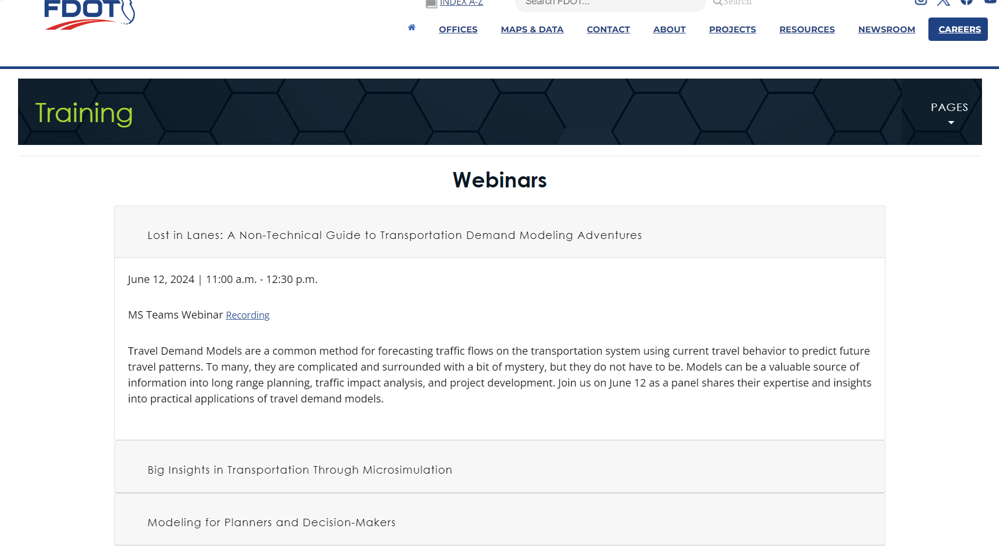 FDOT
INDEX A-Z
Search FDOT...
Search
OFFICES
MAPS & DATA
CONTACT
ABOUT
PROJECTS
RESOURCES
NEWSROOM
CAREERS
Training
PAGES
Webinars
Lost in Lanes: A Non-Technical Guide to Transportation Demand Modeling Adventures
June 12, 2024 | 11:00 a.m. - 12:30 p.m.
MS Teams Webinar Recording
Travel Demand Models are a common method for forecasting traffic flows on the transportation system using current travel behavior to predict future
travel patterns. To many, they are complicated and surrounded with a bit of mystery, but they do not have to be. Models can be a valuable source of
information into long range planning, traffic impact analysis, and project development. Join us on June 12 as a panel shares their expertise and insights
into practical applications of travel demand models.
Big Insights in Transportation Through Microsimulation
Modeling for Planners and Decision-Makers